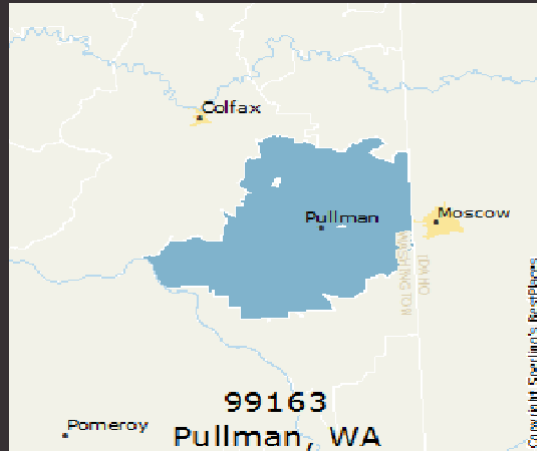 Colfax
Pullman
Moscow
WASHINGTON
IDAHO
Pomeroy
99163
Pullman, WA
Copyright Sperling's BestPlaces